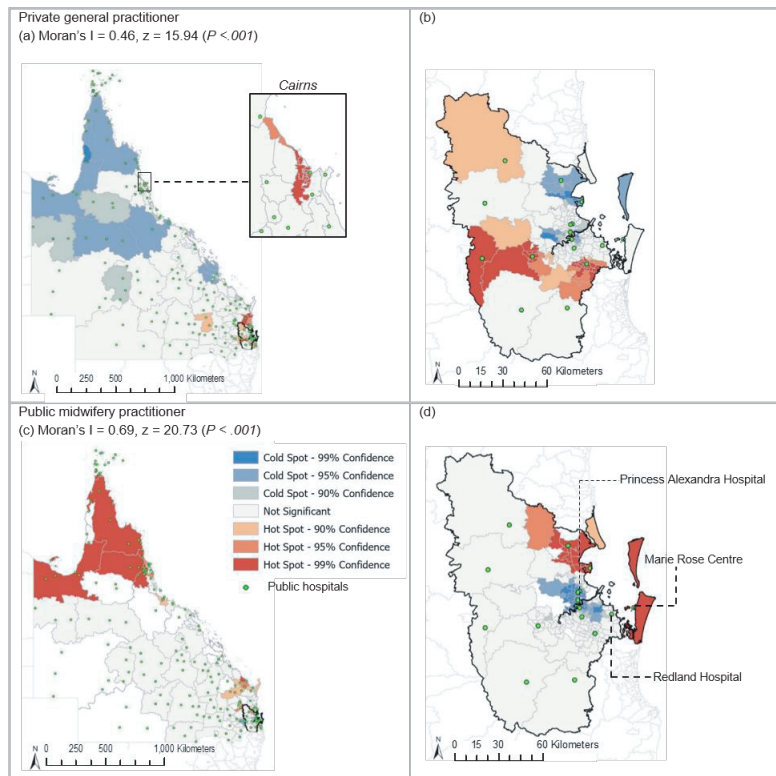 Private general practitioner
(a) Moran's I = 0.46, z = 15.94 (P <.001)
(b)
Cairns
N
0 250 500 1,000 Kilometers
N
0 15 30 60 Kilometers
Public midwifery practitioner
(c) Moran's I = 0.69, z = 20.73 (P < .001)
(d)
Cold Spot - 99% Confidence
Cold Spot - 95% Confidence
Cold Spot - 90% Confidence
Not Significant
Hot Spot - 90% Confidence
Hot Spot - 95% Confidence
Hot Spot - 99% Confidence
Public hospitals
Princess Alexandra Hospital
Marie Rose Centre
Redland Hospital
N
0 250 500 1,000 Kilometers
N
0 15 30 60 Kilometers